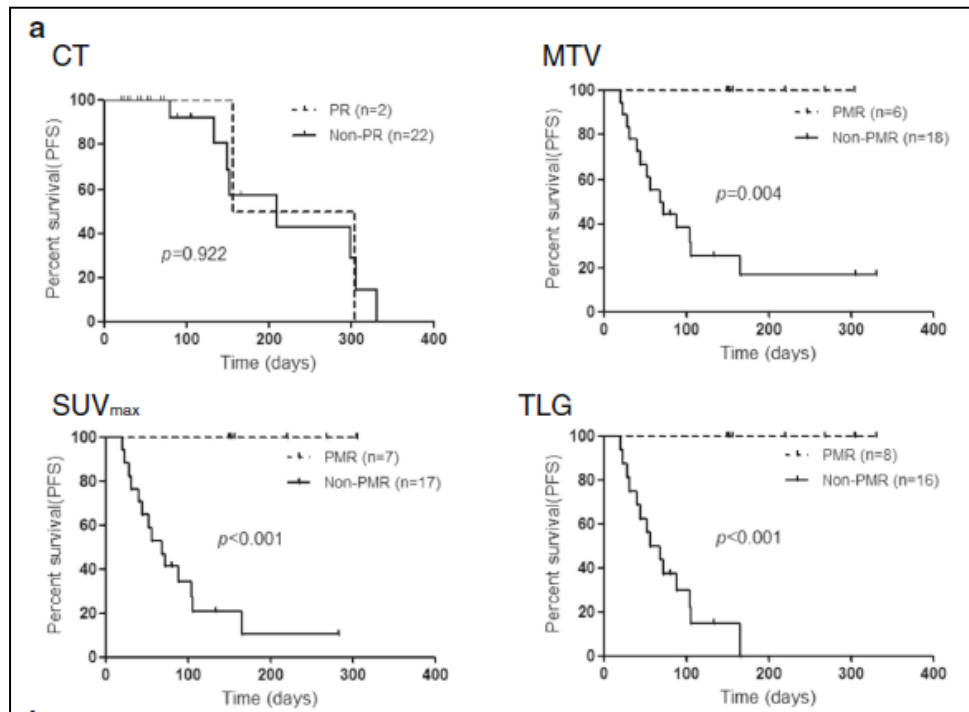 a
CT
100
80
60
40
20
0
0 100 200 300 400
Percent survival(PFS)
Time (days)
PR (n=2)
Non-PR (n=22)
p=0.922
MTV
100
80
60
40
20
0
0 100 200 300 400
Percent survival(PFS)
Time (days)
PMR (n=6)
Non-PMR (n=18)
p=0.004
SUVmax
100
80
60
40
20
0
0 100 200 300 400
Percent survival(PFS)
Time (days)
PMR (n=7)
Non-PMR (n=17)
p<0.001
TLG
100
80
60
40
20
0
0 100 200 300 400
Percent survival(PFS)
Time (days)
PMR (n=8)
Non-PMR (n=16)
p<0.001